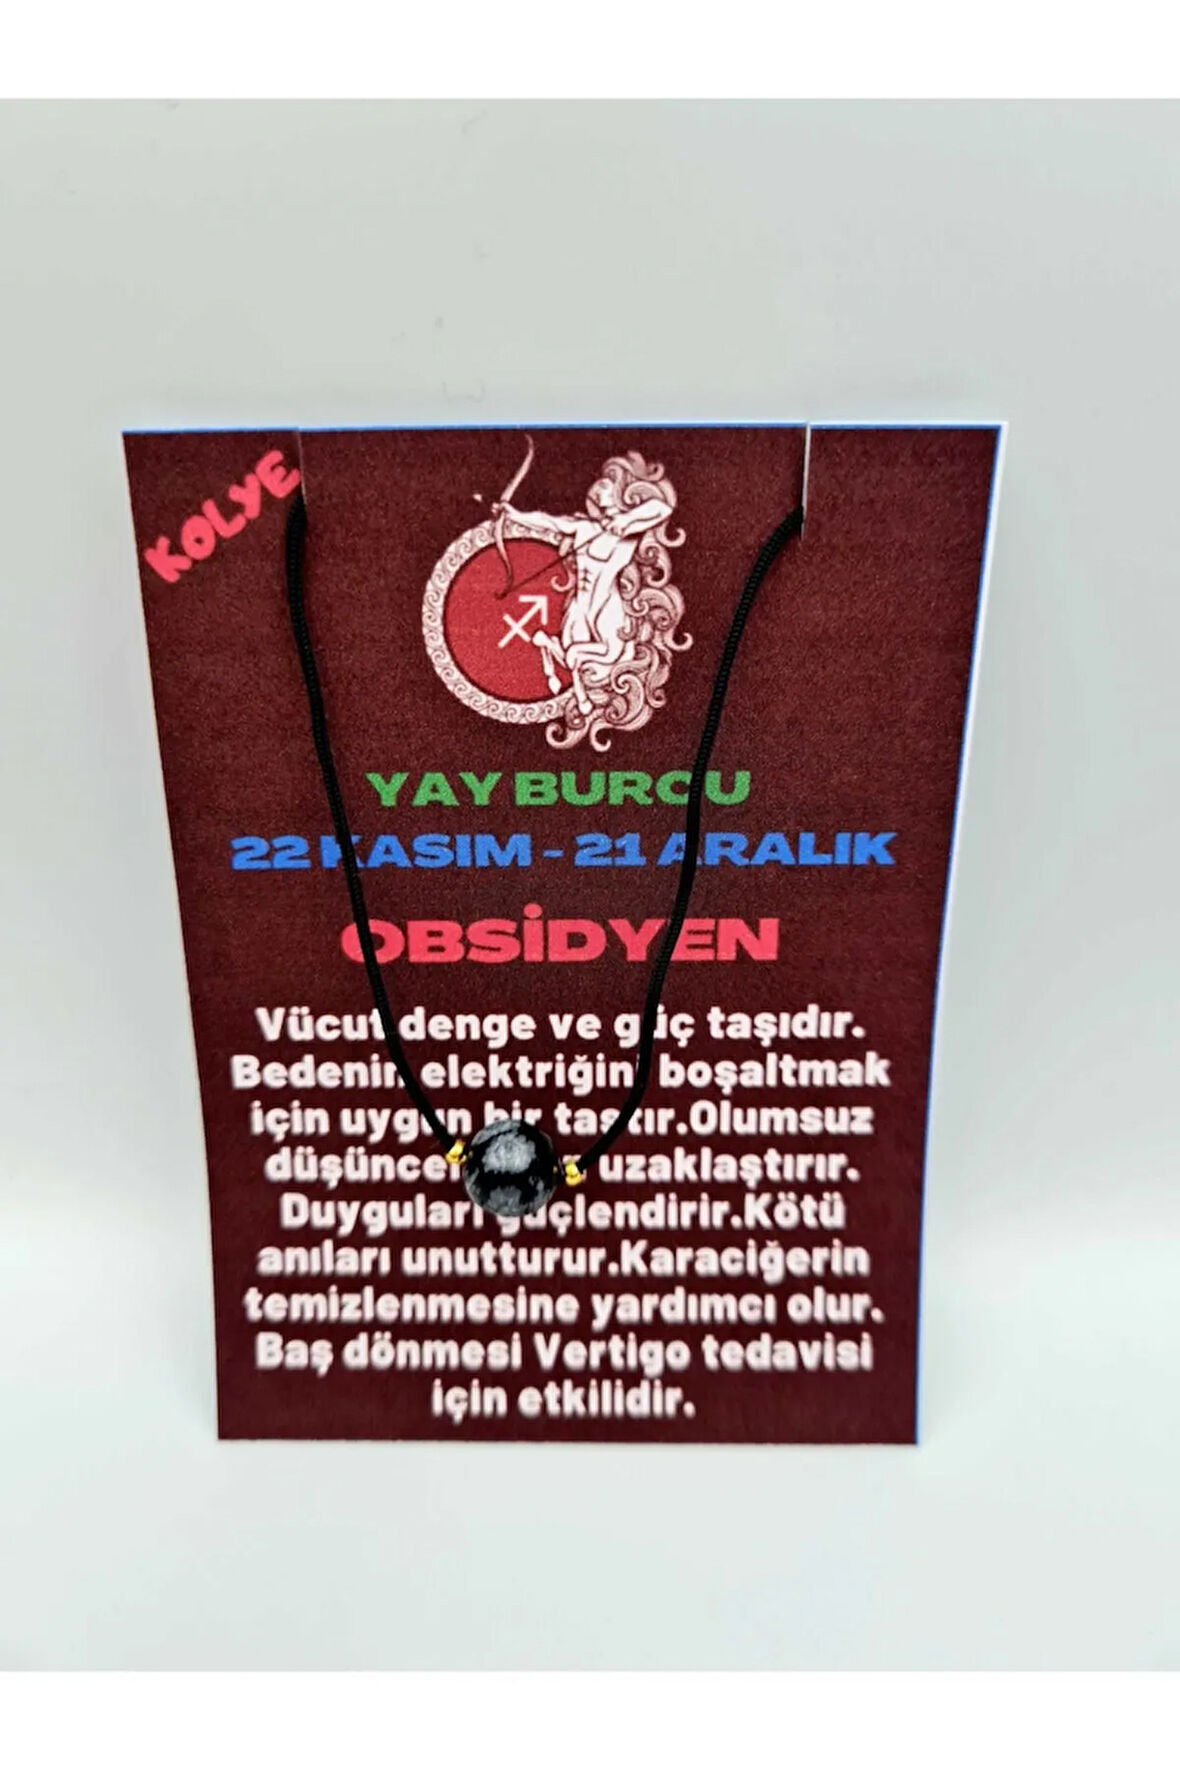 KOLYE
YAY BURCU
22 KASIM - 21 ARALIK
OBSİDYEN
Vücut denge ve güç taşıdır.
Bedenin elektriğini boşaltmak
için uygun bir taştır.Olumsuz
uzaklaştırır.
Duyguları güçlendirir.Kötü
anıları unutturur.Karaciğerin
temizlenmesine yardımcı olur.
Baş dönmesi Vertigo tedavisi
için etkilidir.